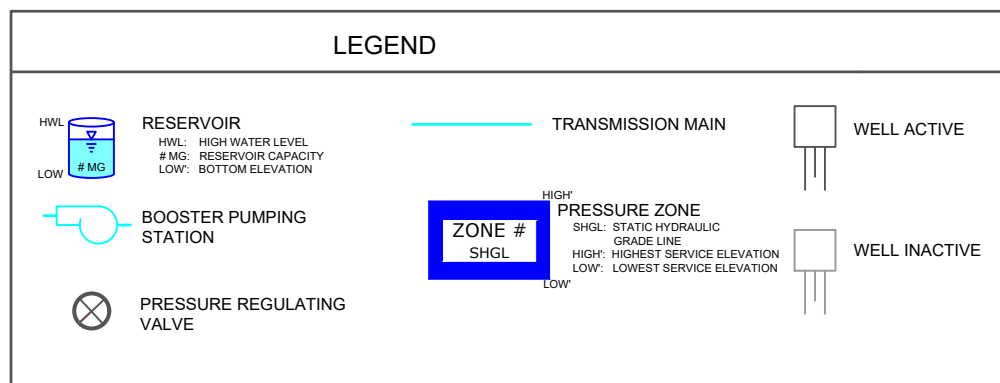 LEGEND
HWL
# MG
LOW
RESERVOIR
HWL: HIGH WATER LEVEL
# MG: RESERVOIR CAPACITY
LOW': BOTTOM ELEVATION
BOOSTER PUMPING
STATION
PRESSURE REGULATING
VALVE
TRANSMISSION MAIN
HIGH'
ZONE #
SHGL
LOW'
PRESSURE ZONE
SHGL: STATIC HYDRAULIC
GRADE LINE
HIGH': HIGHEST SERVICE ELEVATION
LOW': LOWEST SERVICE ELEVATION
WELL ACTIVE
WELL INACTIVE